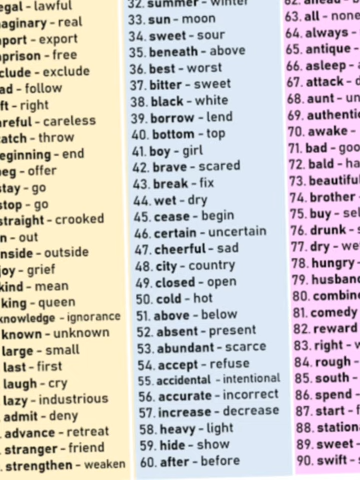 egal - lawful
aginary - real
port - export
prison - free
clude - exclude
ad - follow
ft - right
reful - careless
atch - throw
eginning - end
eg - offer
stay - go
stop - go
straight - crooked
n - out
nside - outside
joy - grief
kind - mean
king - queen
knowledge - ignorance
known - unknown
large - small
last - first
laugh - cry
lazy - industrious
admit - deny
advance - retreat
stranger - friend
strengthen - weaken
32. summer - winter
33. sun - moon
34. sweet - sour
35. beneath - above
36. best - worst
37. bitter - sweet
38. black - white
39. borrow - lend
40. bottom - top
41. boy - girl
42. brave - scared
43. break - fix
44. wet - dry
45. cease - begin
46. certain - uncertain
47. cheerful - sad
48. city - country
49. closed - open
50. cold - hot
51. above - below
52. absent - present
53. abundant - scarce
54. accept - refuse
55. accidental - intentional
56. accurate - incorrect
57. increase - decrease
58. heavy - light
59. hide - show
60. after - before
63. all - none
64. always -
65. antique -
66. asleep - a
67. attack - d
68. aunt - un
69. authentic
70. awake -
71. bad - goo
72. bald - ha
73. beautiful
74. brother -
75. buy - sel
76. drunk - s
77. dry - we
78. hungry -
79. husband
80. combin
81. comedy
82. reward
83. right - w
84. rough -
85. south -
86. spend -
87. start - f
88. station
89. sweet -
90. swift - s